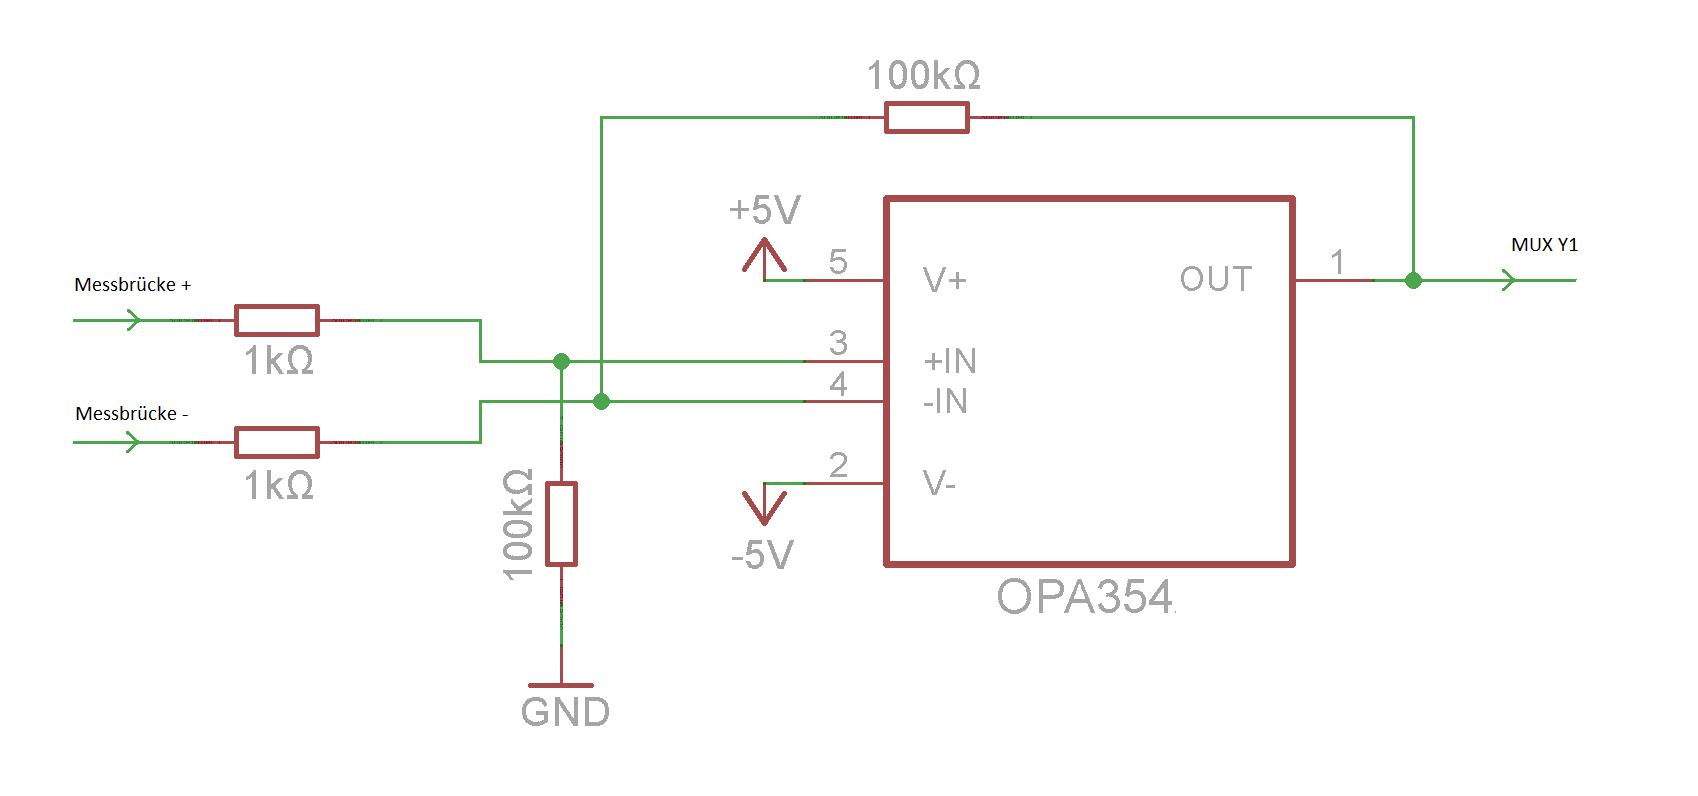 100kΩ
+5V
MUX Y1
5
V+
OUT
1
Messbrücke +
1kΩ
3
+IN
4
-IN
Messbrücke -
1kΩ
100kΩ
2
V-
-5V
OPA354
GND